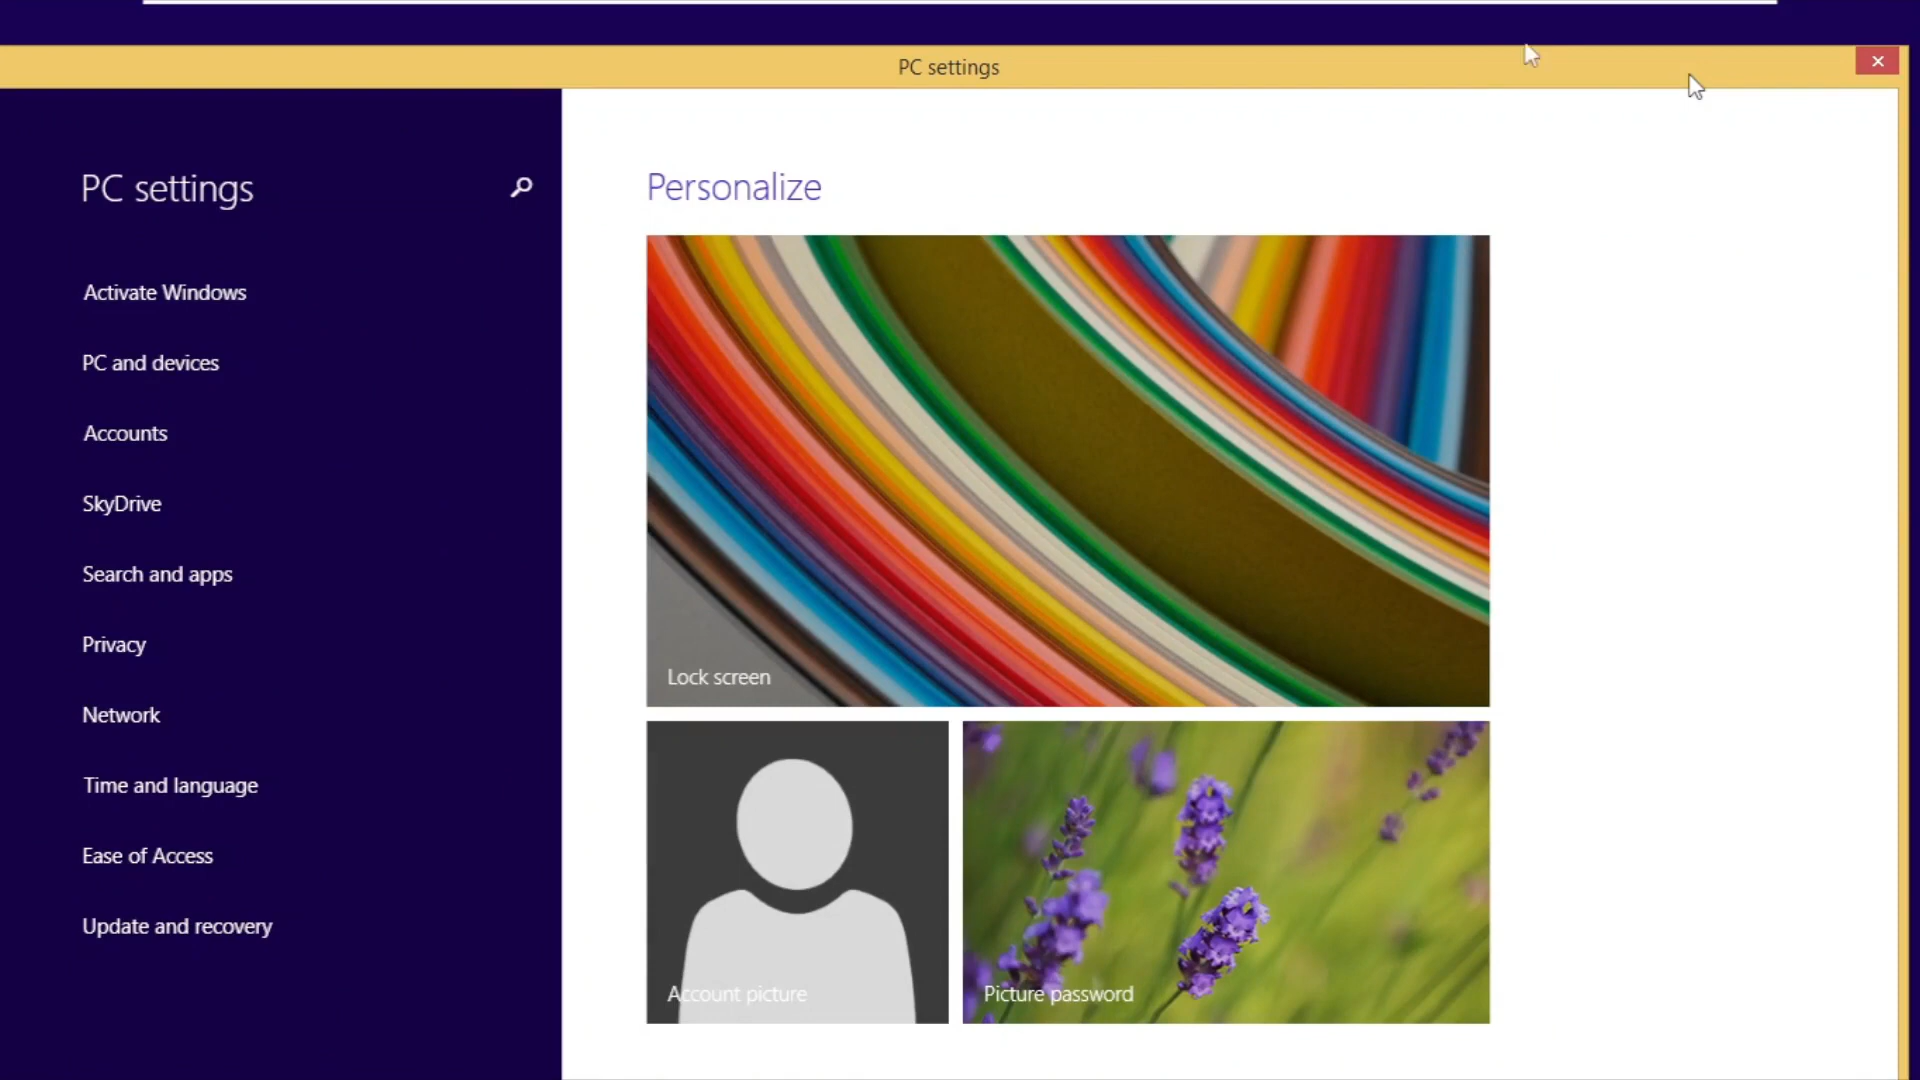 PC settings
PC settings
Activate Windows
PC and devices
Accounts
SkyDrive
Search and apps
Privacy
Network
Time and language
Ease of Access
Update and recovery
Personalize
Lock screen
Account picture
Picture password